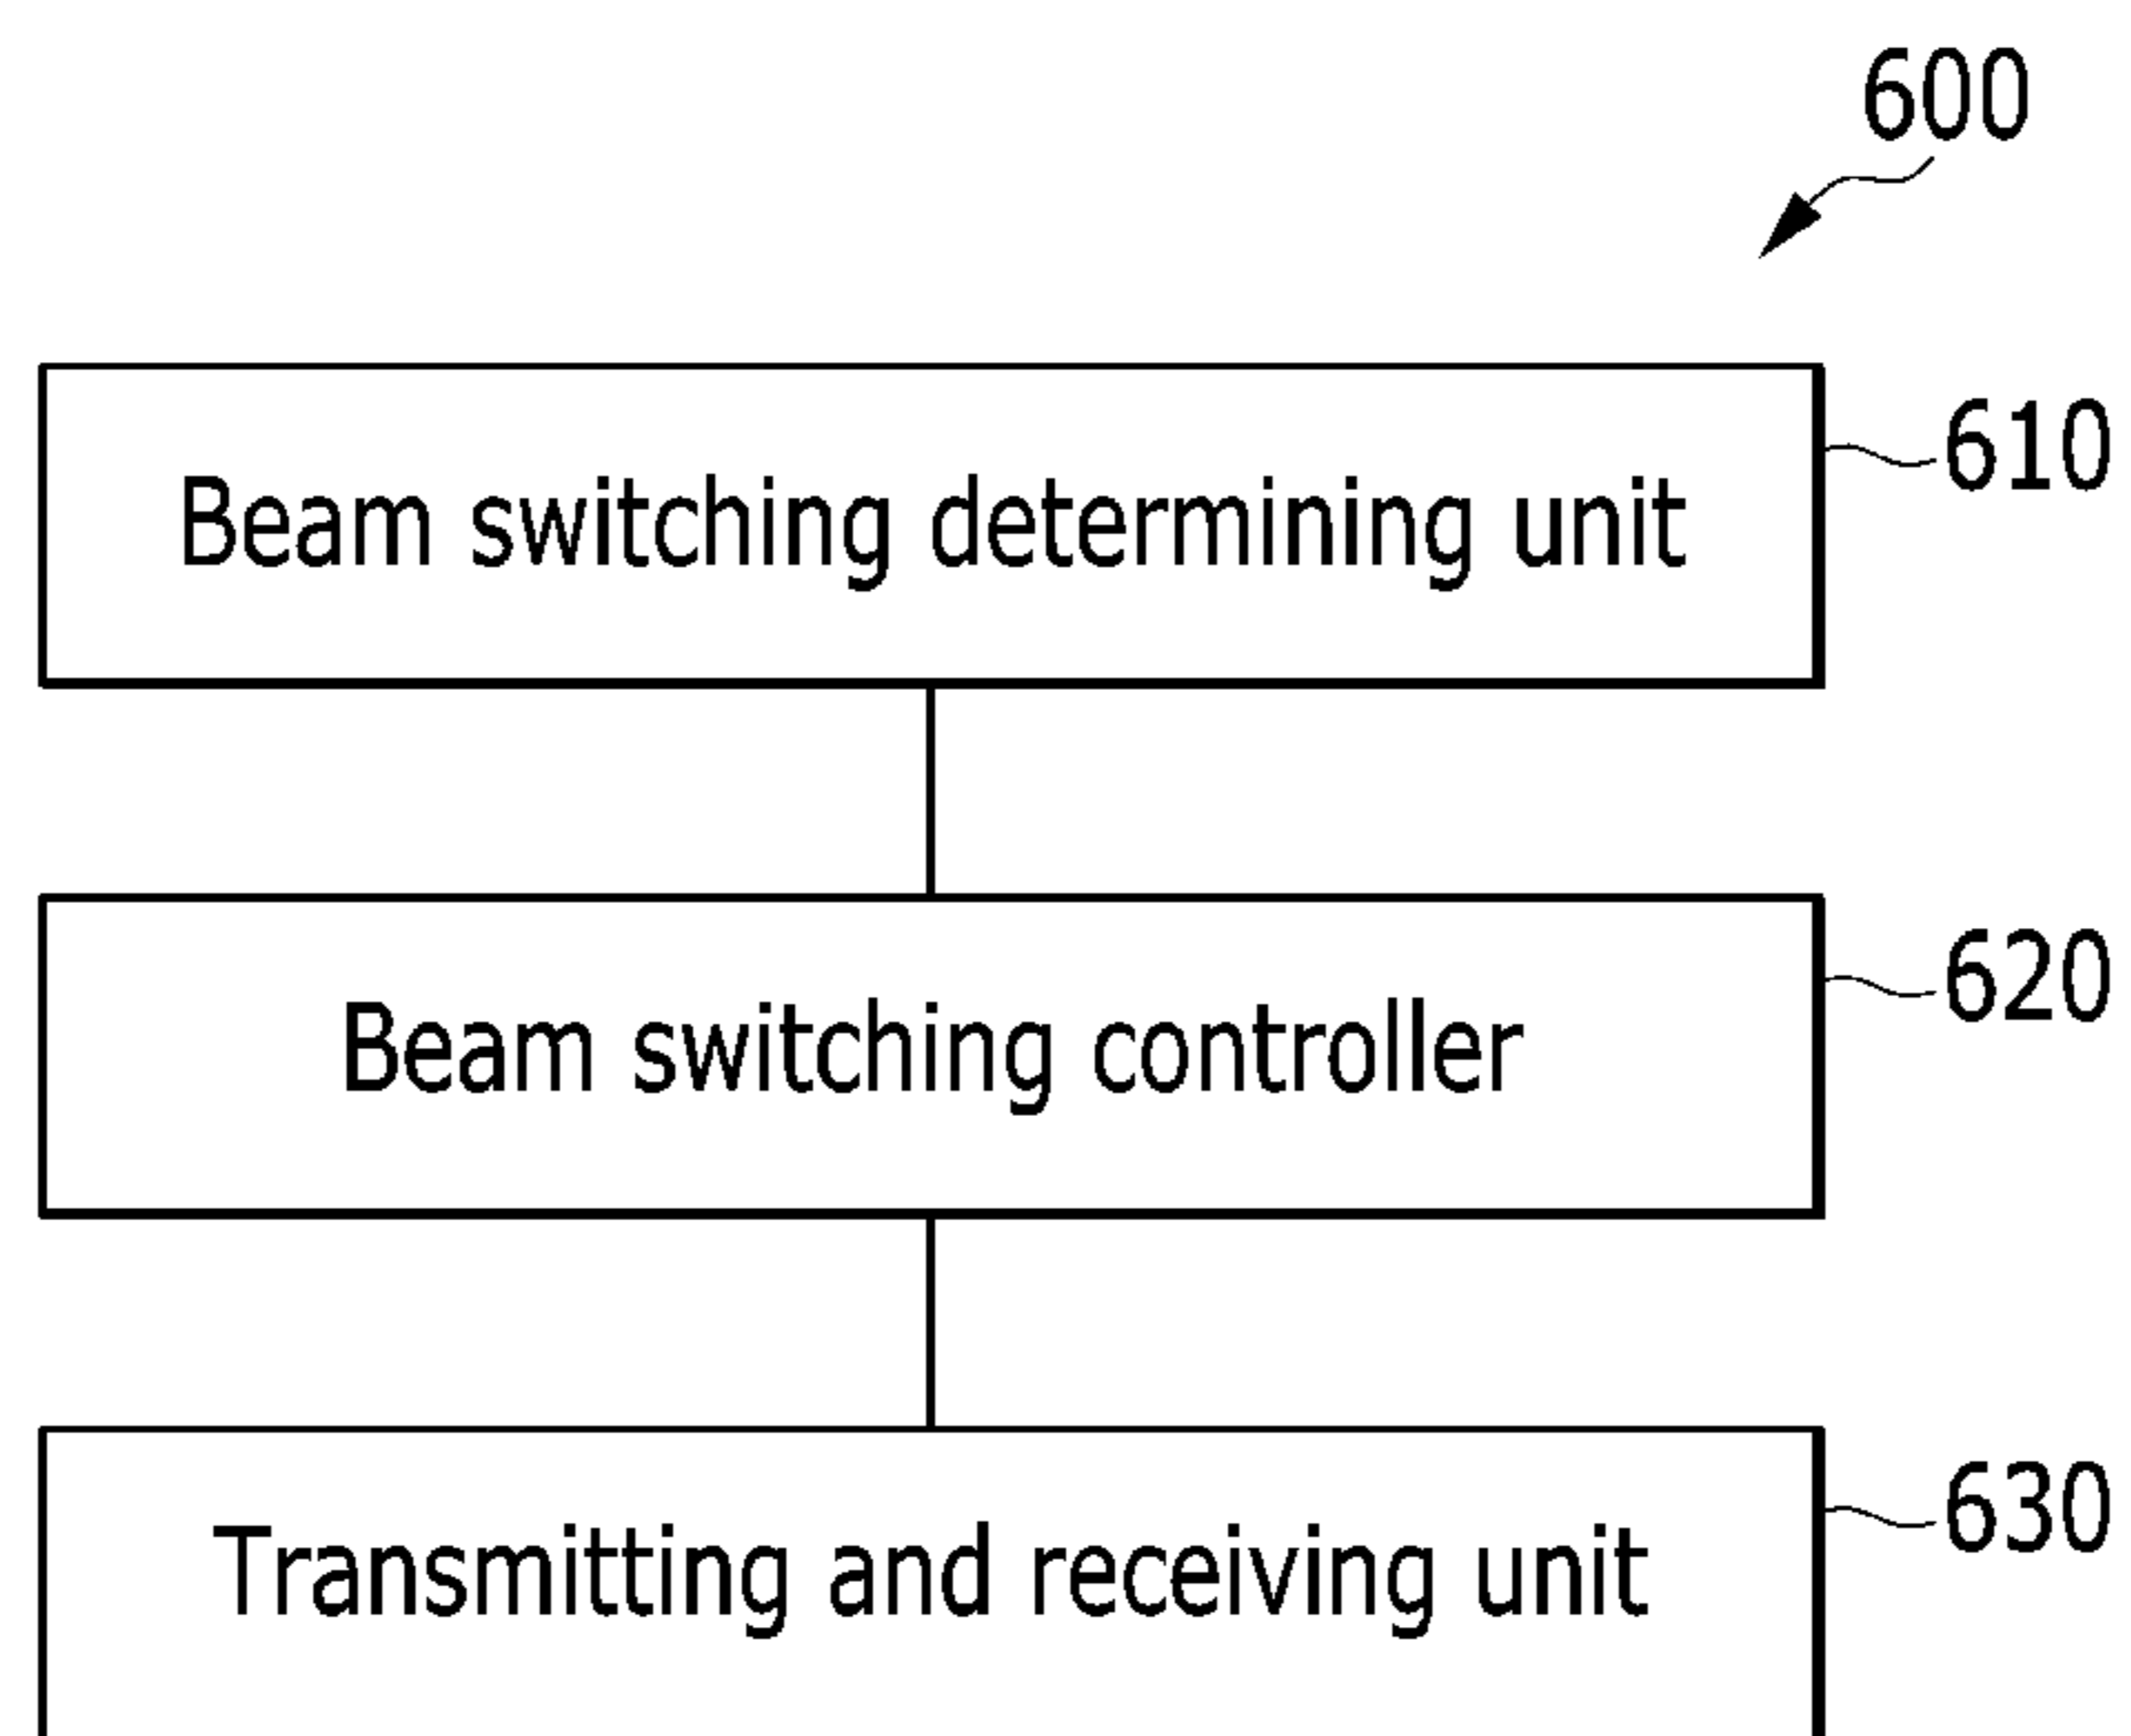 600
Beam switching determining unit
610
Beam switching controller
620
Transmitting and receiving unit
630